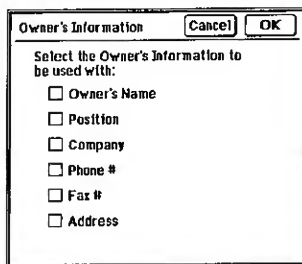 Owner's Information Cancel OK
Select the Owner's Information to
be used with:
Owner's Name
Position
Company
Phone #
Fax #
Address